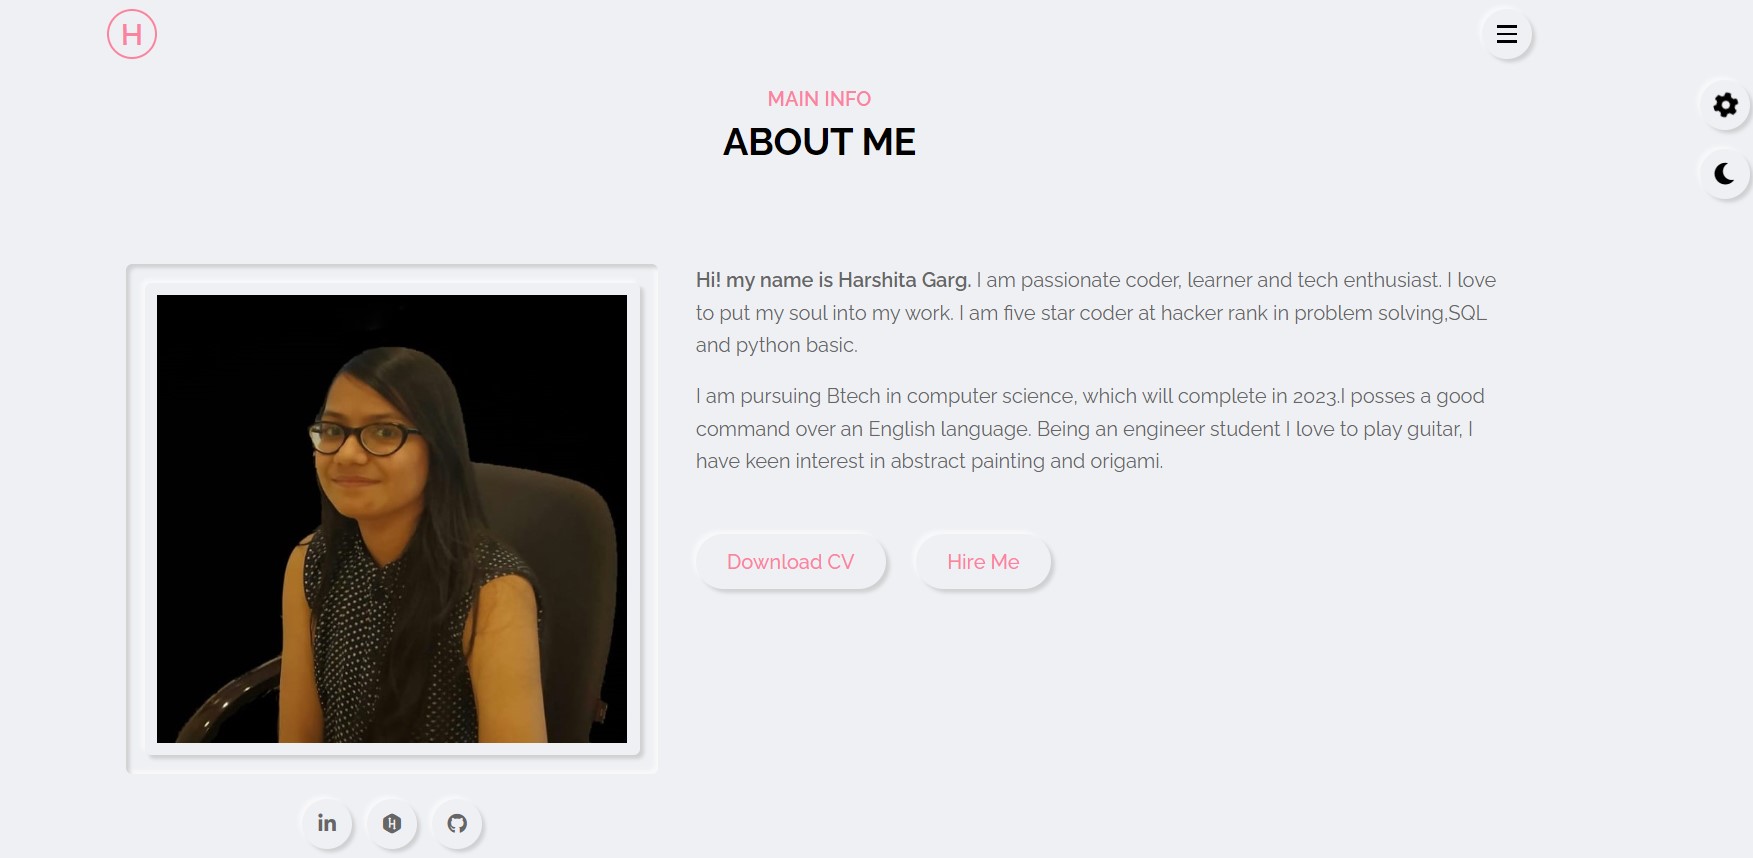 H
MAIN INFO
ABOUT ME
Hi! my name is Harshita Garg. I am passionate coder, learner and tech enthusiast. I love
to put my soul into my work. I am five star coder at hacker rank in problem solving,SQL
and python basic.
I am pursuing Btech in computer science, which will complete in 2023.I posses a good
command over an English language. Being an engineer student I love to play guitar, I
have keen interest in abstract painting and origami.
Download CV Hire Me
in H